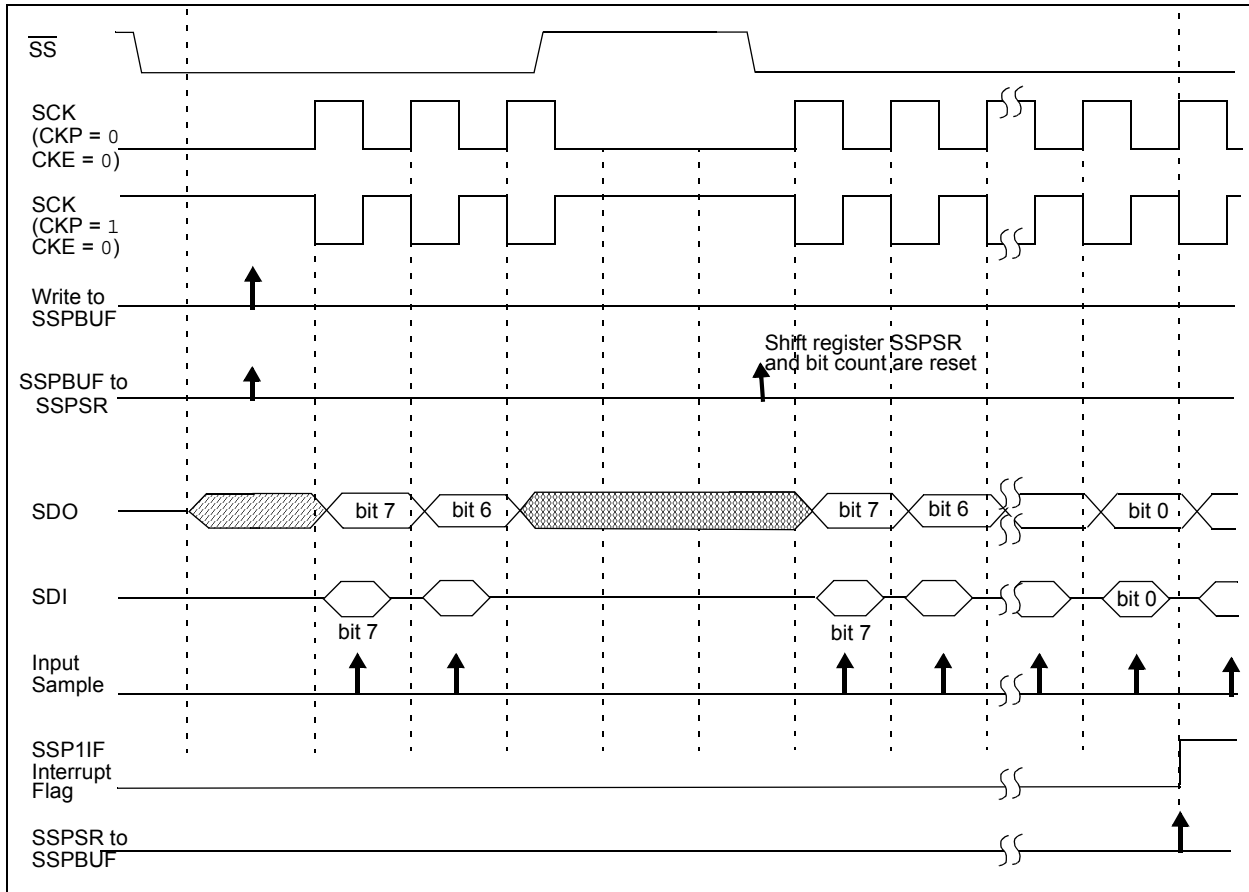 SS
SCK
(CKP = 0
CKE = 0)
SCK
(CKP = 1
CKE = 0)
Write to
SSPBUF
Shift register SSPSR
and bit count are reset
SSPBUF to
SSPSR
SDO
bit 7
bit 6
bit 7
bit 6
bit 0
SDI
bit 0
bit 7
bit 7
Input
Sample
SSP1IF
Interrupt
Flag
SSPSR to
SSPBUF